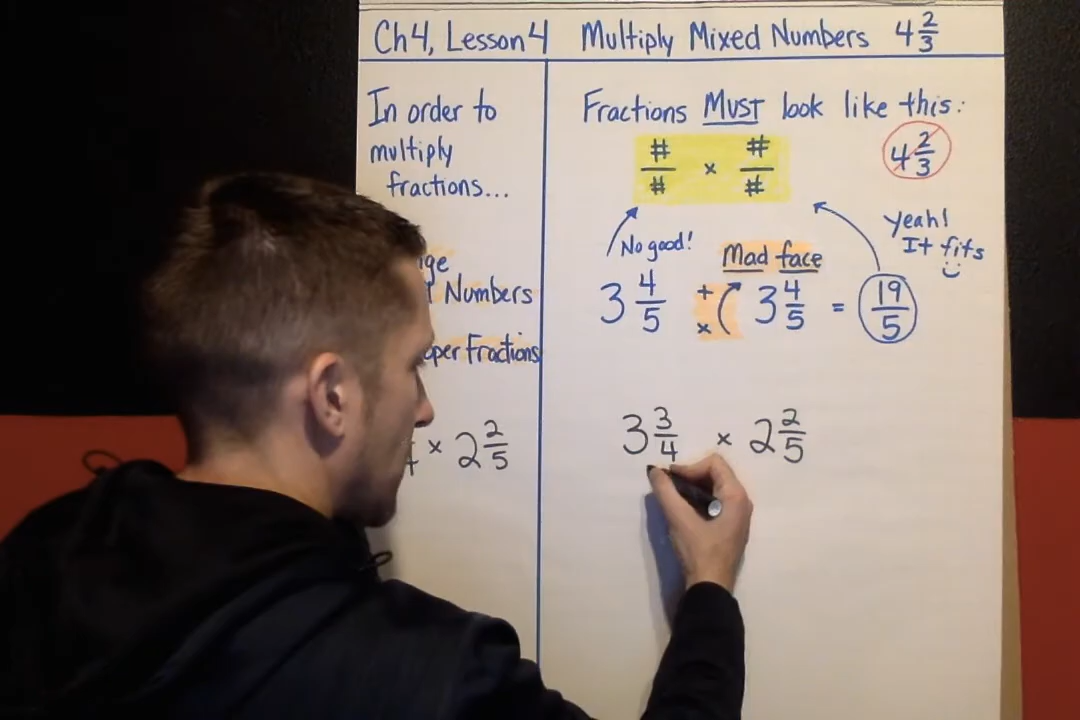 Ch4, Lesson 4 Multiply Mixed Numbers 4 2/3
In order to
multiply
fractions...
Numbers
Fractions
× 2 2/5
Fractions MUST look like this:
#/# × #/#
4 2/3
No good!
Mad face
Yeah!
It fits
3 4/5 + × ( 3 4/5 = 19/5
3 3/4 × 2 2/5